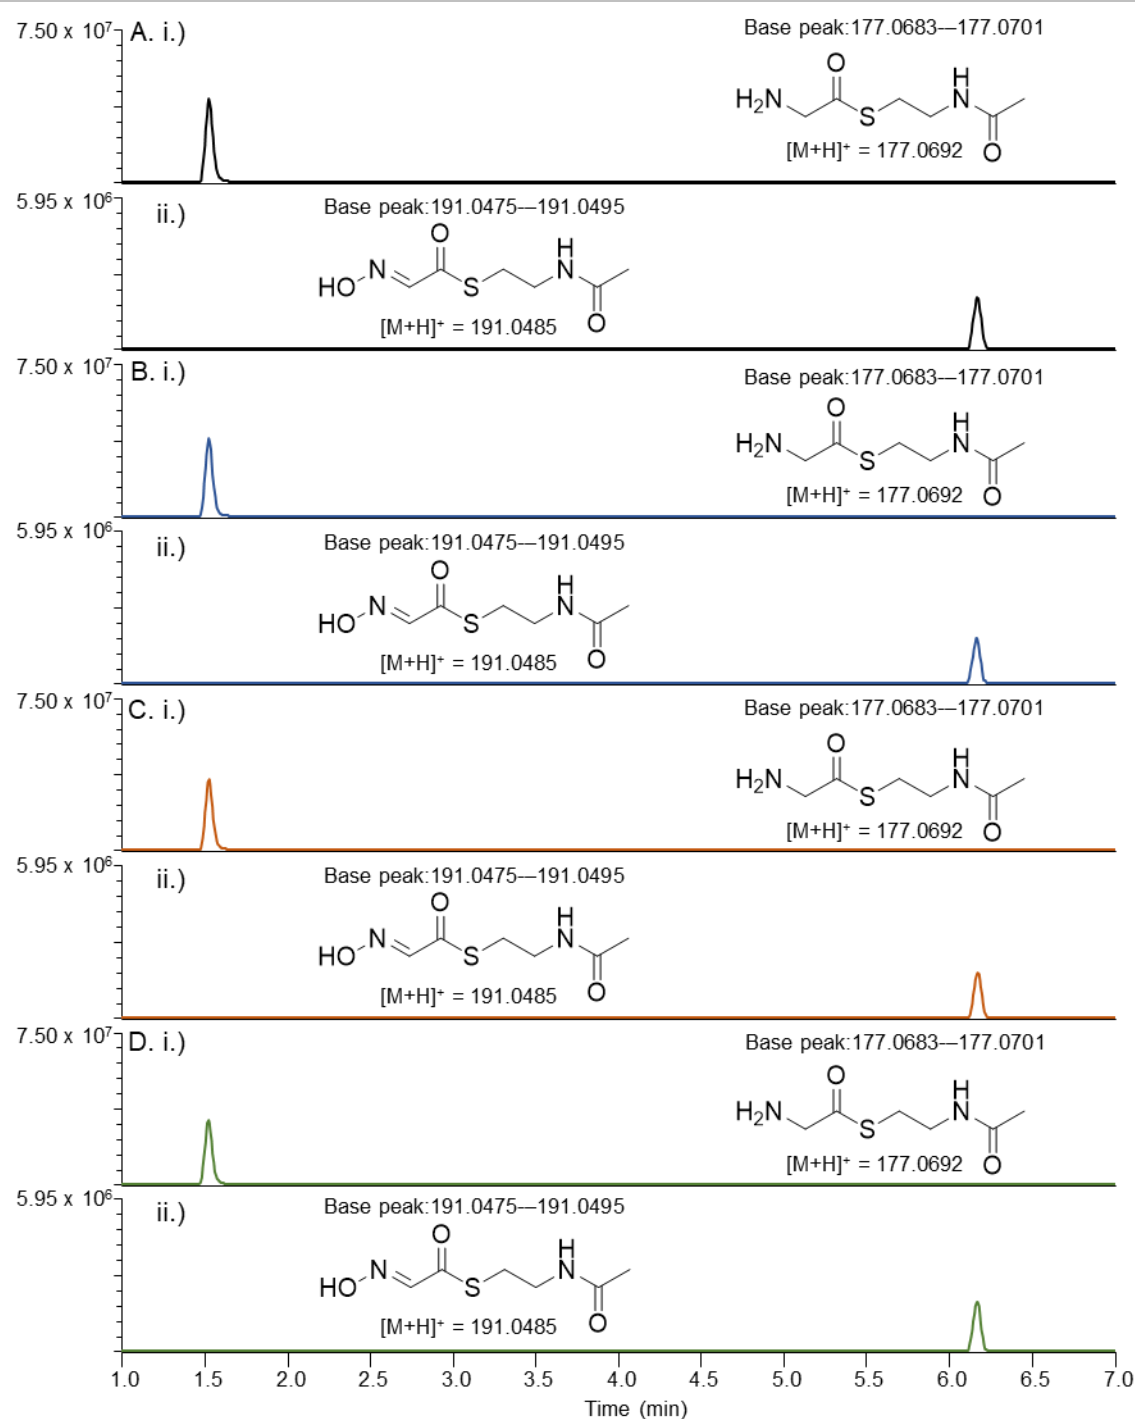 7.50 x 10⁷
A. i.)
Base peak:177.0683-–177.0701
O
H
H₂N
S
N
O
[M+H]⁺ = 177.0692
5.95 x 10⁶
ii.)
Base peak:191.0475-–191.0495
O
H
HO
N
S
N
O
[M+H]⁺ = 191.0485
7.50 x 10⁷
B. i.)
Base peak:177.0683-–177.0701
O
H
H₂N
S
N
O
[M+H]⁺ = 177.0692
5.95 x 10⁶
ii.)
Base peak:191.0475-–191.0495
O
H
HO
N
S
N
O
[M+H]⁺ = 191.0485
7.50 x 10⁷
C. i.)
Base peak:177.0683-–177.0701
O
H
H₂N
S
N
O
[M+H]⁺ = 177.0692
5.95 x 10⁶
ii.)
Base peak:191.0475-–191.0495
O
H
HO
N
S
N
O
[M+H]⁺ = 191.0485
7.50 x 10⁷
D. i.)
Base peak:177.0683-–177.0701
O
H
H₂N
S
N
O
[M+H]⁺ = 177.0692
5.95 x 10⁶
ii.)
Base peak:191.0475-–191.0495
O
H
HO
N
S
N
O
[M+H]⁺ = 191.0485
1.0 1.5 2.0 2.5 3.0 3.5 4.0 4.5 5.0 5.5 6.0 6.5 7.0
Time (min)